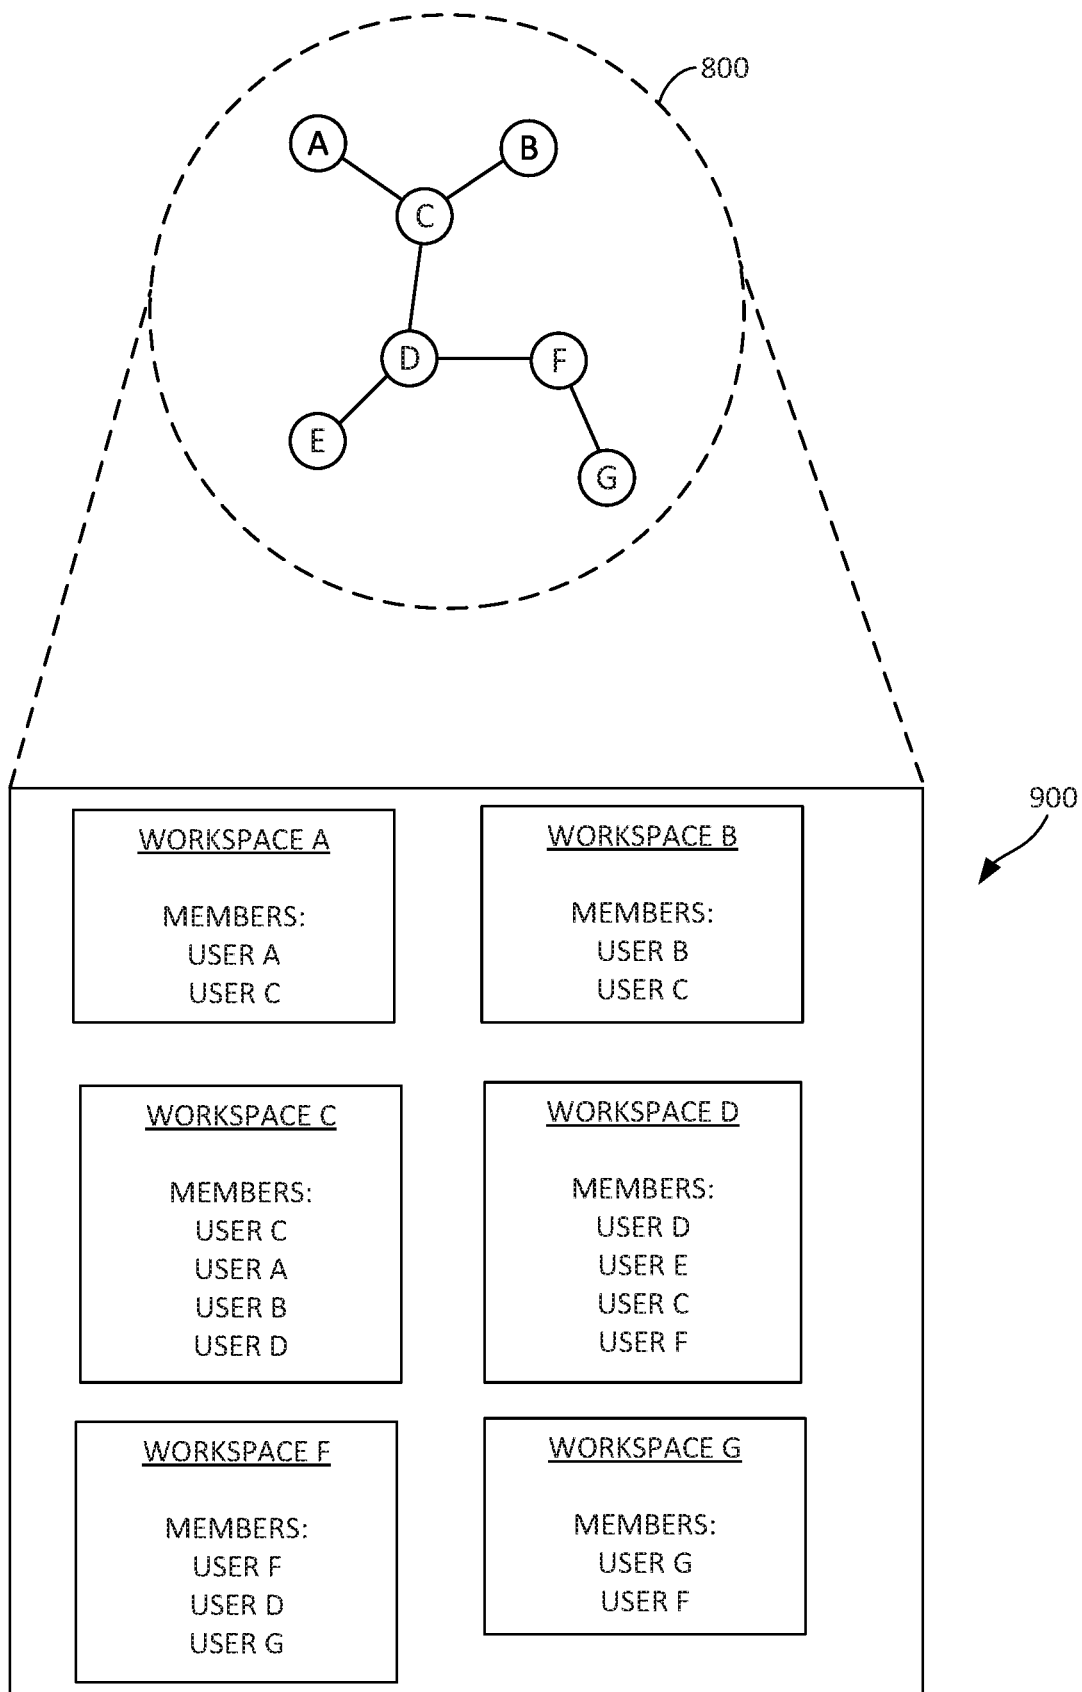 800
A
B
C
D
F
E
G
900
WORKSPACE A
MEMBERS:
USER A
USER C
WORKSPACE B
MEMBERS:
USER B
USER C
WORKSPACE C
MEMBERS:
USER C
USER A
USER B
USER D
WORKSPACE D
MEMBERS:
USER D
USER E
USER C
USER F
WORKSPACE F
MEMBERS:
USER F
USER D
USER G
WORKSPACE G
MEMBERS:
USER G
USER F